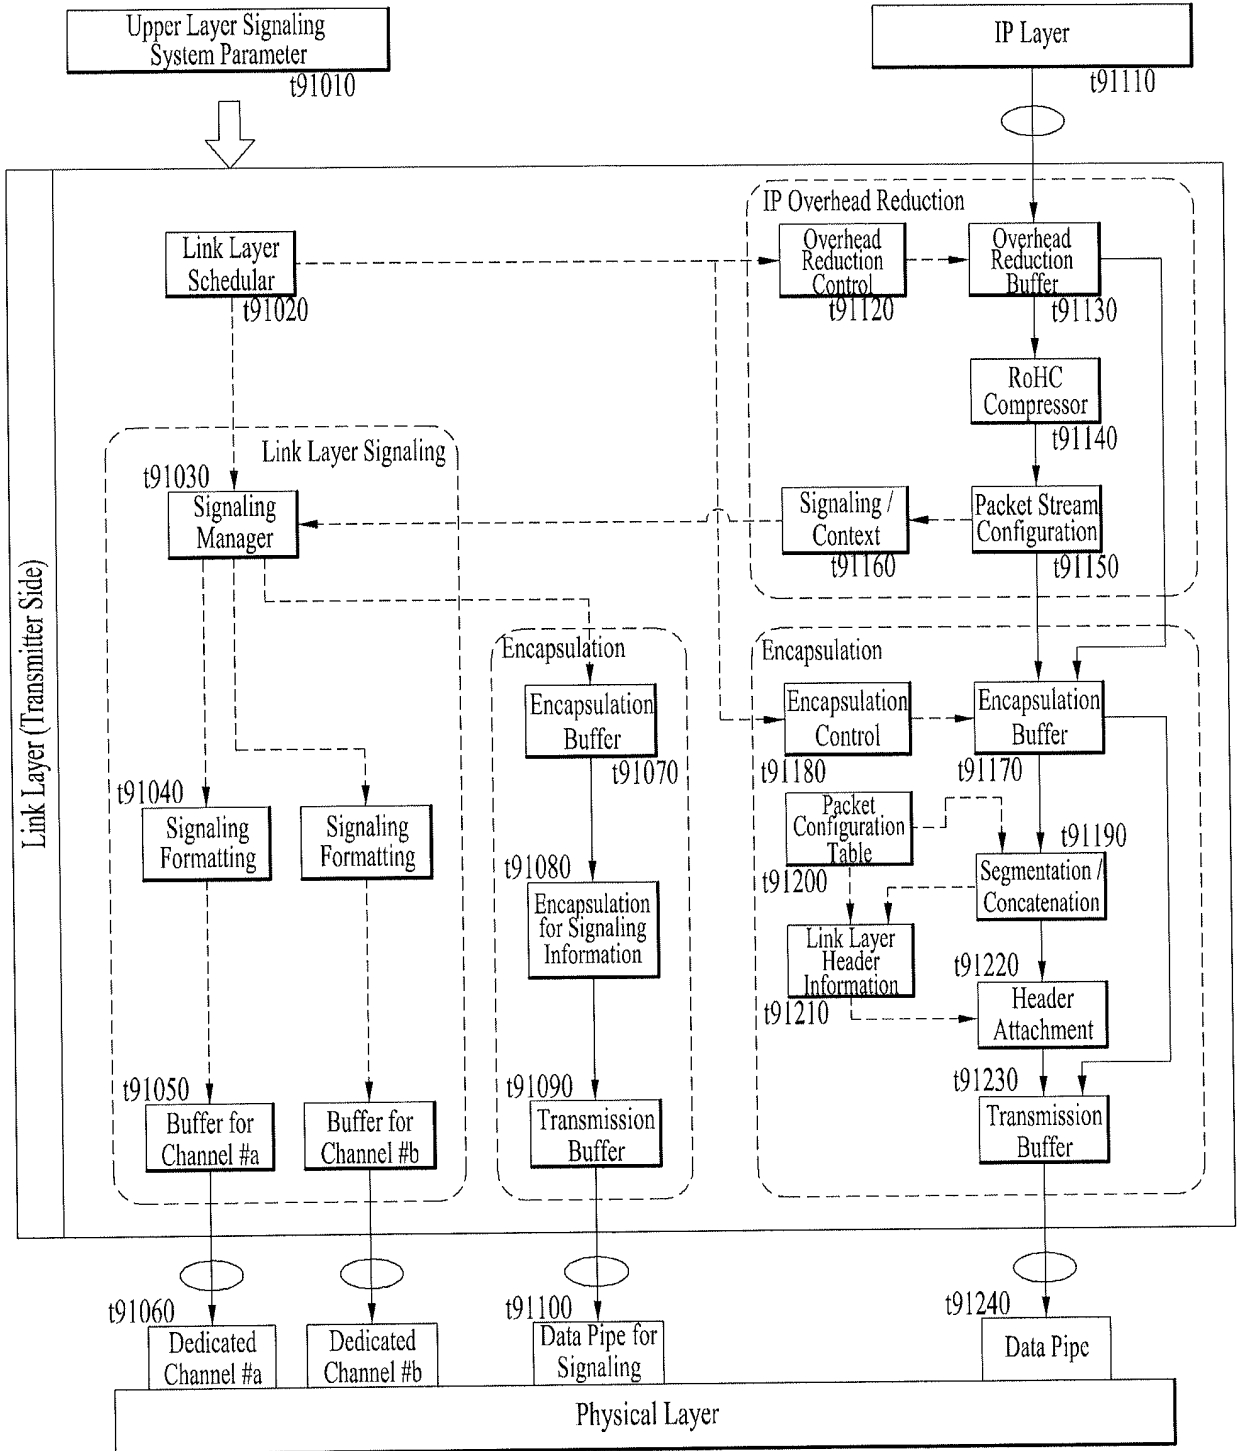 Upper Layer Signaling
System Parameter
t91010
IP Layer
t91110
Link Layer (Transmitter Side)
IP Overhead Reduction
Link Layer
Schedular
t91020
Overhead
Reduction
Control
t91120
Overhead
Reduction
Buffer
t91130
RoHC
Compressor
t91140
Link Layer Signaling
t91030
Signaling
Manager
Signaling /
Context
t91160
Packet Stream
Configuration
t91150
Encapsulation
Encapsulation
Buffer
t91070
Encapsulation
Encapsulation
Control
t91180
Encapsulation
Buffer
t91170
t91040
Signaling
Formatting
Signaling
Formatting
Packet
Configuration
Table
t91200
t91190
Segmentation /
Concatenation
t91080
Encapsulation
for Signaling
Information
Link Layer
Header
Information
t91210
t91220
Header
Attachment
t91050
Buffer for
Channel #a
Buffer for
Channel #b
t91090
Transmission
Buffer
t91230
Transmission
Buffer
t91060
Dedicated
Channel #a
Dedicated
Channel #b
t91100
Data Pipe for
Signaling
t91240
Data Pipe
Physical Layer